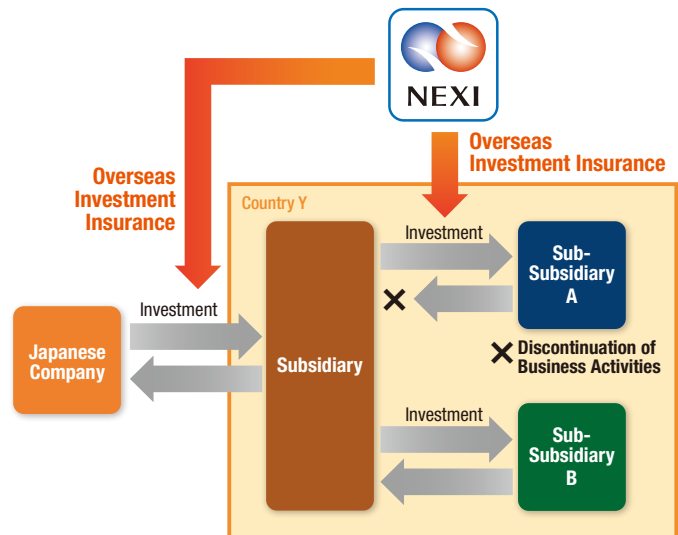 NEXI
Overseas
Investment
Insurance
Overseas
Investment Insurance
Country Y
Investment
Sub-
Subsidiary
A
Investment
Japanese
Company
Subsidiary
Discontinuation of
Business Activities
Investment
Sub-
Subsidiary
B